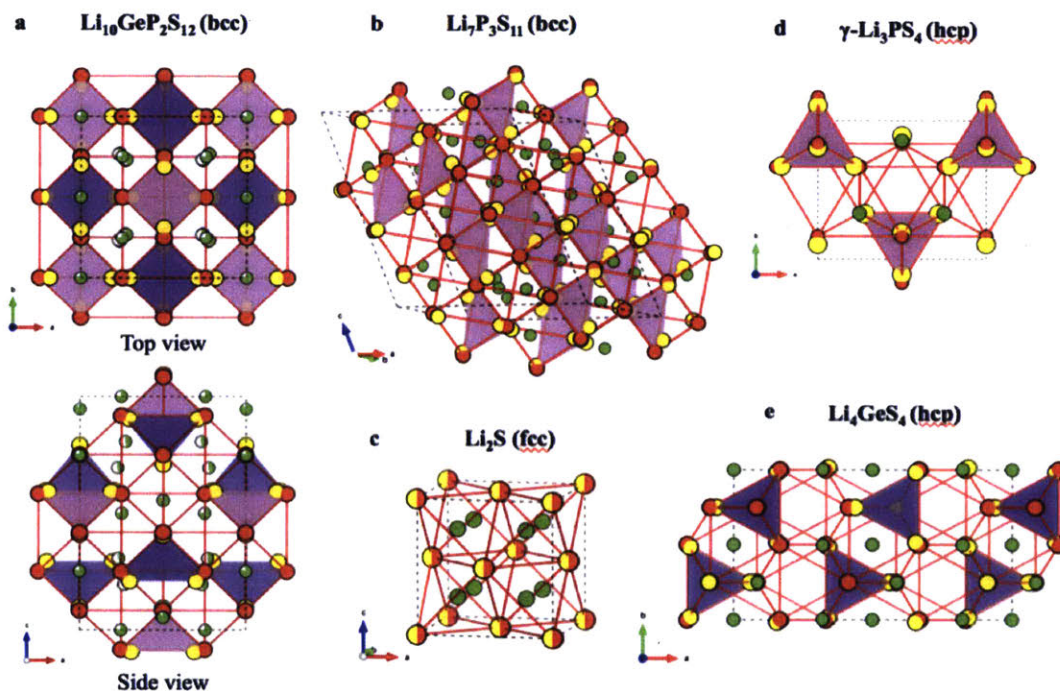 a
Li₁₀GeP₂S₁₂ (bcc)
b
a
Top view
c
a
Side view
b
Li₇P₃S₁₁ (bcc)
c
a
b
c
Li₂S (fcc)
c
a
d
γ-Li₃PS₄ (hcp)
a
e
Li₄GeS₄ (hcp)
b
a